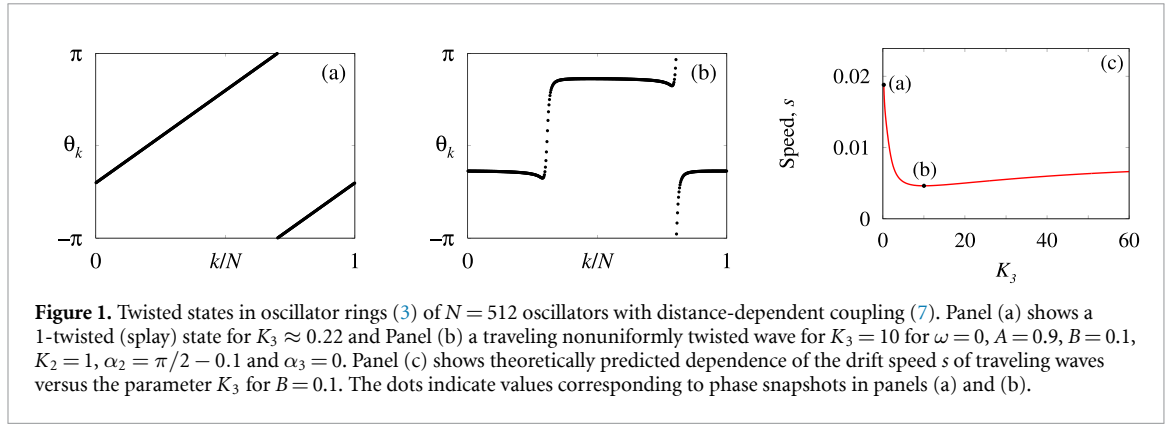 π
(a)
θk
−π
0
k/N
1
π
(b)
θk
−π
0
k/N
1
(c)
0.02
(a)
Speed, s
0.01
(b)
0
0
20
40
60
K3
Figure 1. Twisted states in oscillator rings (3) of N = 512 oscillators with distance-dependent coupling (7). Panel (a) shows a
1-twisted (splay) state for K3 ≈ 0.22 and Panel (b) a traveling nonuniformly twisted wave for K3 = 10 for ω = 0, A = 0.9, B = 0.1,
K2 = 1, α2 = π/2 − 0.1 and α3 = 0. Panel (c) shows theoretically predicted dependence of the drift speed s of traveling waves
versus the parameter K3 for B = 0.1. The dots indicate values corresponding to phase snapshots in panels (a) and (b).